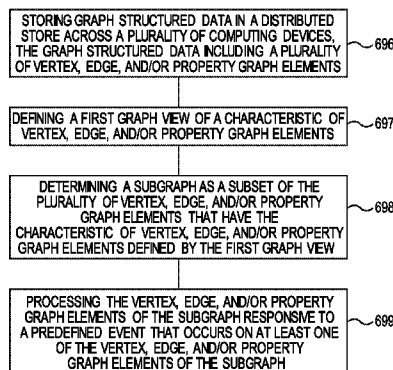 STORING GRAPH STRUCTURED DATA IN A DISTRIBUTED
STORE ACROSS A PLURALITY OF COMPUTING DEVICES,
THE GRAPH STRUCTURED DATA INCLUDING A PLURALITY
OF VERTEX, EDGE, AND/OR PROPERTY GRAPH ELEMENTS
696
DEFINING A FIRST GRAPH VIEW OF A CHARACTERISTIC OF
VERTEX, EDGE, AND/OR PROPERTY GRAPH ELEMENTS
697
DETERMINING A SUBGRAPH AS A SUBSET OF THE
PLURALITY OF VERTEX, EDGE, AND/OR PROPERTY
GRAPH ELEMENTS THAT HAVE THE
CHARACTERISTIC OF VERTEX, EDGE, AND/OR PROPERTY
GRAPH ELEMENTS DEFINED BY THE FIRST GRAPH VIEW
698
PROCESSING THE VERTEX, EDGE, AND/OR PROPERTY
GRAPH ELEMENTS OF THE SUBGRAPH RESPONSIVE TO
A PREDEFINED EVENT THAT OCCURS ON AT LEAST ONE
OF THE VERTEX, EDGE, AND/OR PROPERTY
GRAPH ELEMENTS OF THE SUBGRAPH
699